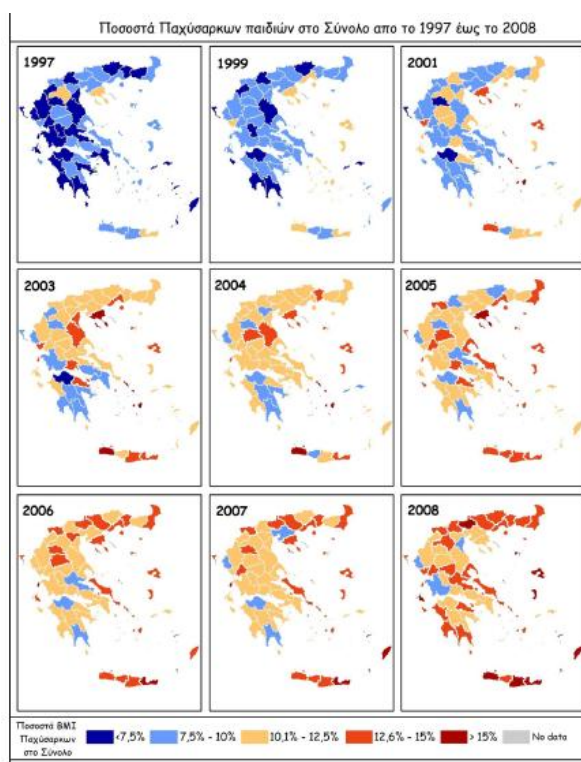 Ποσοστά Παχύσαρκων παιδιών στο Σύνολο απο το 1997 έως το 2008
1997
1999
2001
2003
2004
2005
2006
2007
2008
Ποσοστά BMI
Παχύσαρκων
στο Σύνολο
<7,5%
7,5% - 10%
10,1% - 12,5%
12,6% - 15%
> 15%
No data